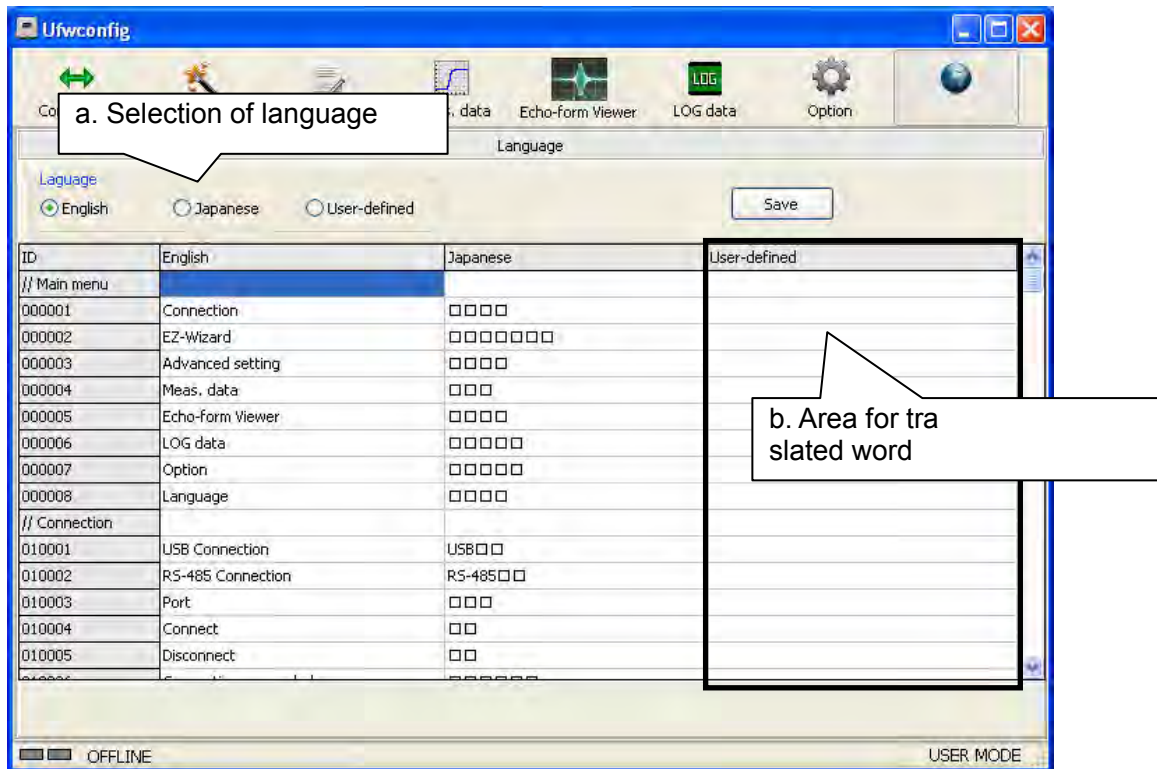 Ufwconfig
Co
data Echo-form Viewer LOG data Option
a. Selection of language
Language
Laguage
English Japanese User-defined Save
ID English Japanese User-defined
// Main menu
000001 Connection □□□□
000002 EZ-Wizard □□□□□□□
000003 Advanced setting □□□□
000004 Meas. data □□□
000005 Echo-form Viewer □□□□
000006 LOG data □□□□□
000007 Option □□□□□
000008 Language □□□□
// Connection
010001 USB Connection USB□□
010002 RS-485 Connection RS-485□□
010003 Port □□□
010004 Connect □□
010005 Disconnect □□
b. Area for tra
slated word
OFFLINE USER MODE